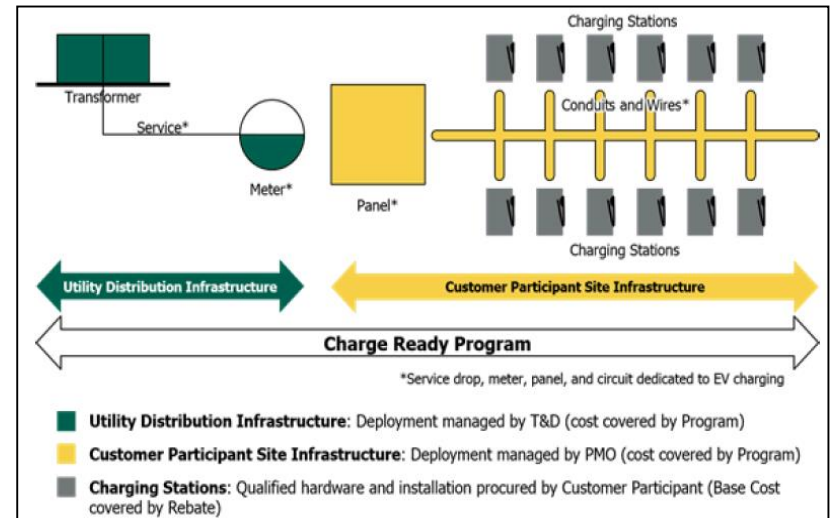 Charging Stations
Transformer
Service*
Conduits and Wires*
Meter*
Panel*
Charging Stations
Utility Distribution Infrastructure
Customer Participant Site Infrastructure
Charge Ready Program
*Service drop, meter, panel, and circuit dedicated to EV charging
Utility Distribution Infrastructure: Deployment managed by T&D (cost covered by Program)
Customer Participant Site Infrastructure: Deployment managed by PMO (cost covered by Program)
Charging Stations: Qualified hardware and installation procured by Customer Participant (Base Cost
covered by Rebate)